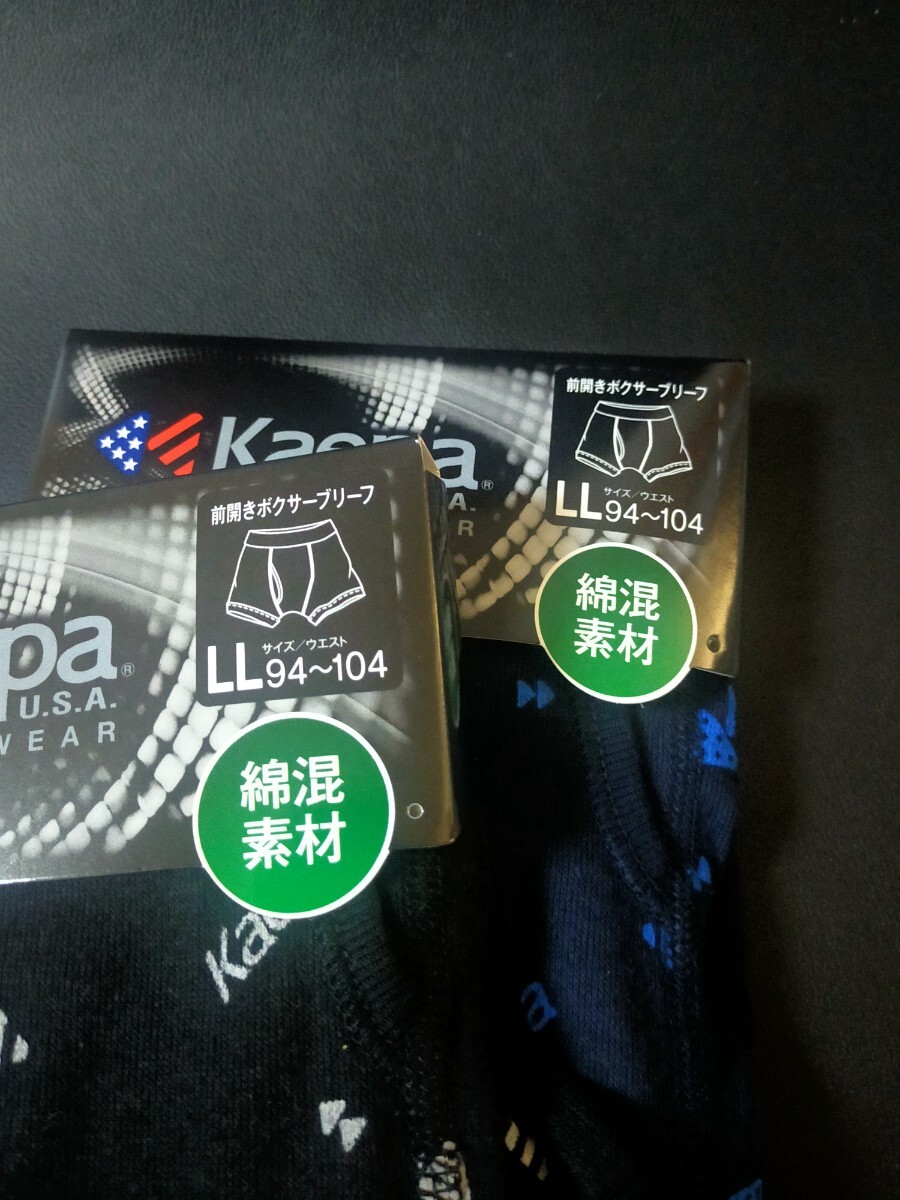 Kaepa®
U.S.A.
前開きボクサーブリーフ
サイズ/ウエスト
LL 94~104
綿混
素材
前開きボクサーブリーフ
サイズ/ウエスト
LL 94~104
pa®
U.S.A.
WEAR
綿混
素材
Ka
a